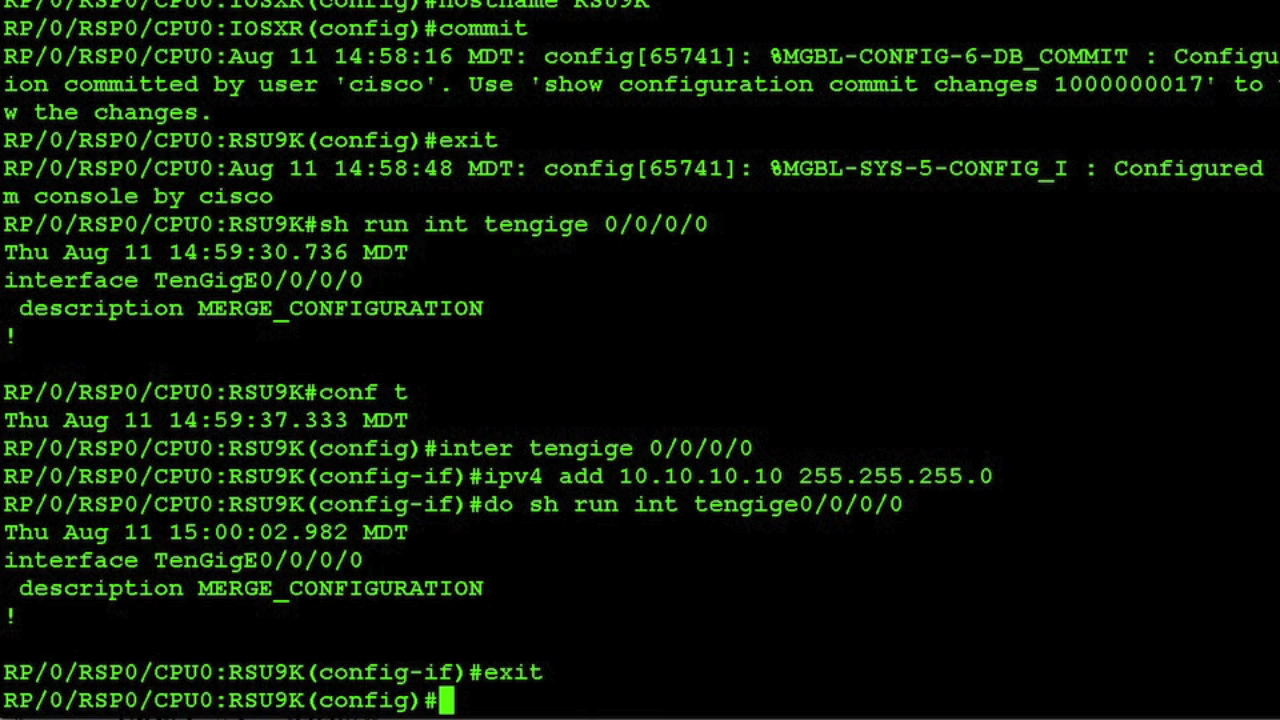 RP/0/RSP0/CPU0:IOSXR(config)#hostname RSU9K
RP/0/RSP0/CPU0:IOSXR(config)#commit
RP/0/RSP0/CPU0:Aug 11 14:58:16 MDT: config[65741]: %MGBL-CONFIG-6-DB_COMMIT : Configu
ion committed by user 'cisco'. Use 'show configuration commit changes 1000000017' to
w the changes.
RP/0/RSP0/CPU0:RSU9K(config)#exit
RP/0/RSP0/CPU0:Aug 11 14:58:48 MDT: config[65741]: %MGBL-SYS-5-CONFIG_I : Configured
m console by cisco
RP/0/RSP0/CPU0:RSU9K#sh run int tengige 0/0/0/0
Thu Aug 11 14:59:30.736 MDT
interface TenGigE0/0/0/0
 description MERGE_CONFIGURATION
!
RP/0/RSP0/CPU0:RSU9K#conf t
Thu Aug 11 14:59:37.333 MDT
RP/0/RSP0/CPU0:RSU9K(config)#inter tengige 0/0/0/0
RP/0/RSP0/CPU0:RSU9K(config-if)#ipv4 add 10.10.10.10 255.255.255.0
RP/0/RSP0/CPU0:RSU9K(config-if)#do sh run int tengige0/0/0/0
Thu Aug 11 15:00:02.982 MDT
interface TenGigE0/0/0/0
 description MERGE_CONFIGURATION
!
RP/0/RSP0/CPU0:RSU9K(config-if)#exit
RP/0/RSP0/CPU0:RSU9K(config)#